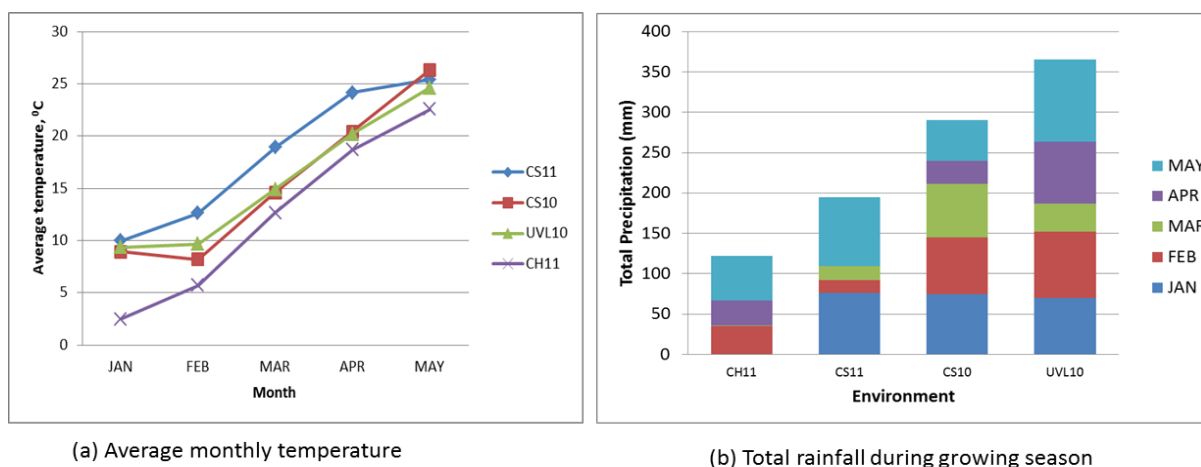 30
25
20
15
10
5
0
Average temperature, ⁰C
JAN FEB MAR APR MAY
Month
CS11
CS10
UVL10
CH11
(a) Average monthly temperature
400
350
300
250
200
150
100
50
0
Total Precipitation (mm)
CH11 CS11 CS10 UVL10
Environment
MAY
APR
MAR
FEB
JAN
(b) Total rainfall during growing season